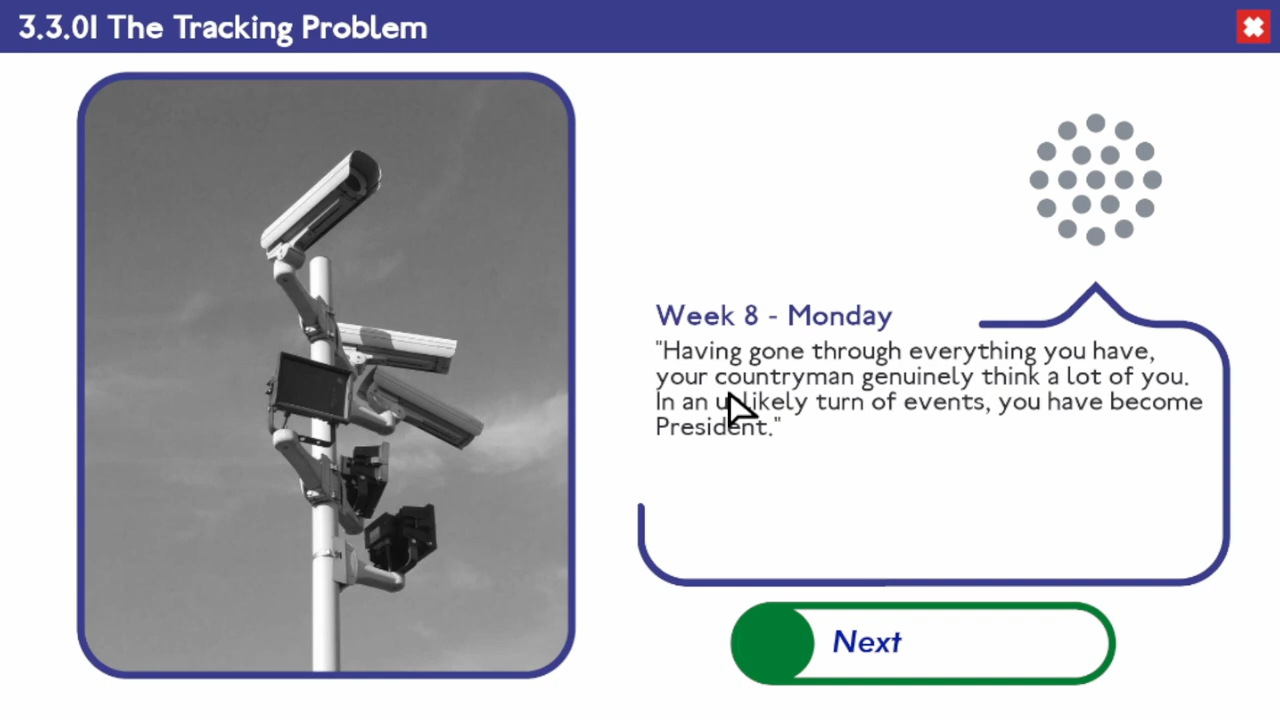 3.3.01 The Tracking Problem
Week 8 - Monday
"Having gone through everything you have,
your countryman genuinely think a lot of you.
In an unlikely turn of events, you have become
President."
Next